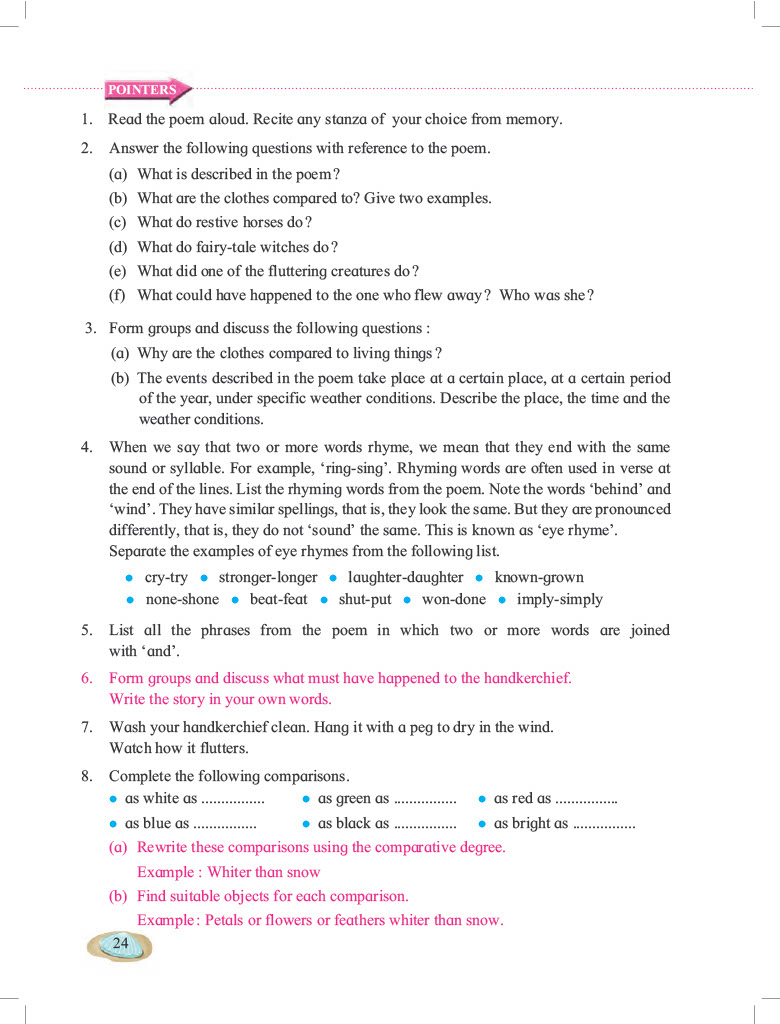 POINTERS
1. Read the poem aloud. Recite any stanza of your choice from memory.
2. Answer the following questions with reference to the poem.
(a) What is described in the poem?
(b) What are the clothes compared to? Give two examples.
(c) What do restive horses do?
(d) What do fairy-tale witches do?
(e) What did one of the fluttering creatures do?
(f) What could have happened to the one who flew away? Who was she?
3. Form groups and discuss the following questions :
(a) Why are the clothes compared to living things?
(b) The events described in the poem take place at a certain place, at a certain period
of the year, under specific weather conditions. Describe the place, the time and the
weather conditions.
4. When we say that two or more words rhyme, we mean that they end with the same
sound or syllable. For example, ‘ring-sing’. Rhyming words are often used in verse at
the end of the lines. List the rhyming words from the poem. Note the words ‘behind’ and
‘wind’. They have similar spellings, that is, they look the same. But they are pronounced
differently, that is, they do not ‘sound’ the same. This is known as ‘eye rhyme’.
Separate the examples of eye rhymes from the following list.
• cry-try • stronger-longer • laughter-daughter • known-grown
• none-shone • beat-feat • shut-put • won-done • imply-simply
5. List all the phrases from the poem in which two or more words are joined
with ‘and’.
6. Form groups and discuss what must have happened to the handkerchief.
Write the story in your own words.
7. Wash your handkerchief clean. Hang it with a peg to dry in the wind.
Watch how it flutters.
8. Complete the following comparisons.
• as white as ................ • as green as ................ • as red as ................
• as blue as ................ • as black as ................ • as bright as ................
(a) Rewrite these comparisons using the comparative degree.
Example : Whiter than snow
(b) Find suitable objects for each comparison.
Example : Petals or flowers or feathers whiter than snow.
24